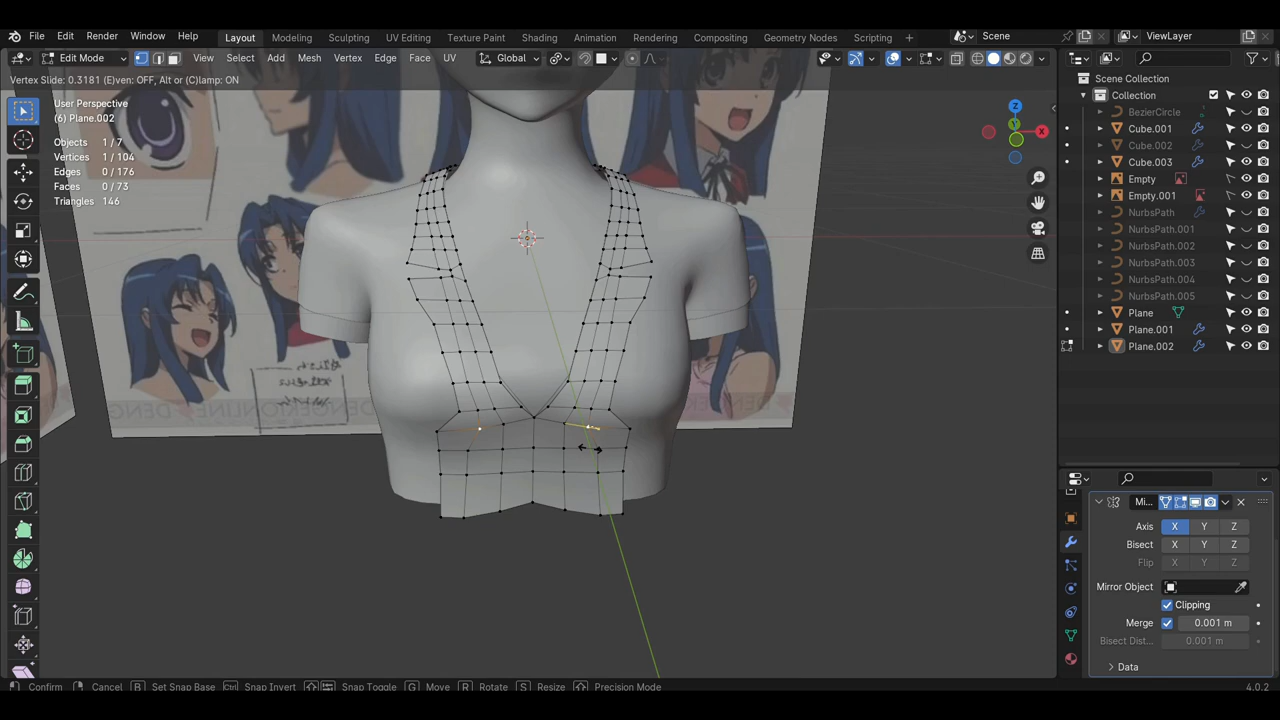 File Edit Render Window Help
Layout Modeling Sculpting UV Editing Texture Paint Shading Animation Rendering Compositing Geometry Nodes Scripting
Scene
ViewLayer
Edit Mode View Select Add Mesh Vertex Edge Face UV
Global
Vertex Slide: 0.3181 (E)ven: OFF, Alt or (C)lamp: ON
User Perspective
(6) Plane.002
Objects 1/7
Vertices 1/104
Edges 0/176
Faces 0/73
Triangles 146
Z
Y
X
Scene Collection
Collection
BezierCircle
Cube.001
Cube.002
Cube.003
Empty
Empty.001
NurbsPath
NurbsPath.001
NurbsPath.002
NurbsPath.003
NurbsPath.004
NurbsPath.005
Plane
Plane.001
Plane.002
Mi...
Axis X Y Z
Bisect X Y Z
Flip X Y Z
Mirror Object
Clipping
Merge 0.001 m
Bisect Dist... 0.001 m
Data
Confirm Cancel B Set Snap Base Ctrl Snap Invert Snap Toggle G Move R Rotate S Resize Precision Mode
4.0.2